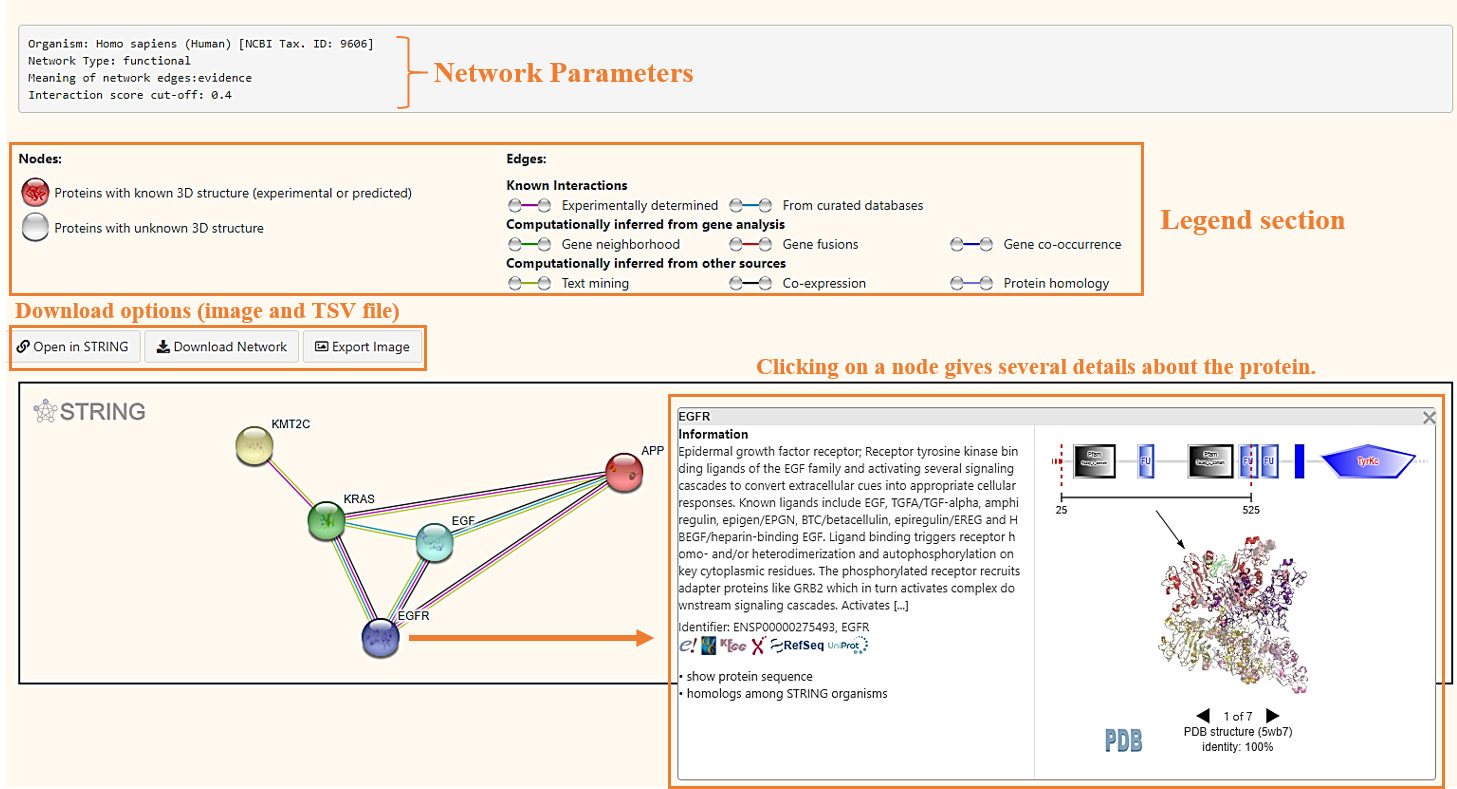 Organism: Homo sapiens (Human) [NCBI Tax. ID: 9606]
Network Type: functional
Meaning of network edges:evidence
Interaction score cut-off: 0.4
Network Parameters
Nodes:
Proteins with known 3D structure (experimental or predicted)
Proteins with unknown 3D structure
Edges:
Known Interactions
Experimentally determined
From curated databases
Computationally inferred from gene analysis
Gene neighborhood
Gene fusions
Gene co-occurrence
Computationally inferred from other sources
Text mining
Co-expression
Protein homology
Legend section
Download options (image and TSV file)
Open in STRING
Download Network
Export Image
Clicking on a node gives several details about the protein.
STRING
KMT2C
APP
KRAS
EGF
EGFR
EGFR
Information
Epidermal growth factor receptor; Receptor tyrosine kinase bin
ding ligands of the EGF family and activating several signaling
cascades to convert extracellular cues into appropriate cellular
responses. Known ligands include EGF, TGFA/TGF-alpha, amphi
regulin, epigen/EPGN, BTC/betacellulin, epiregulin/EREG and H
BEGF/heparin-binding EGF. Ligand binding triggers receptor h
omo- and/or heterodimerization and autophosphorylation on
key cytoplasmic residues. The phosphorylated receptor recruits
adapter proteins like GRB2 which in turn activates complex do
wnstream signaling cascades. Activates [...]
Identifier: ENSP00000275493, EGFR
e! KEGG X RefSeq UniProt
• show protein sequence
• homologs among STRING organisms
Pfam
FU
Pfam
FU
FU
TyrKc
25
525
1 of 7
PDB structure (5wb7)
identity: 100%
PDB